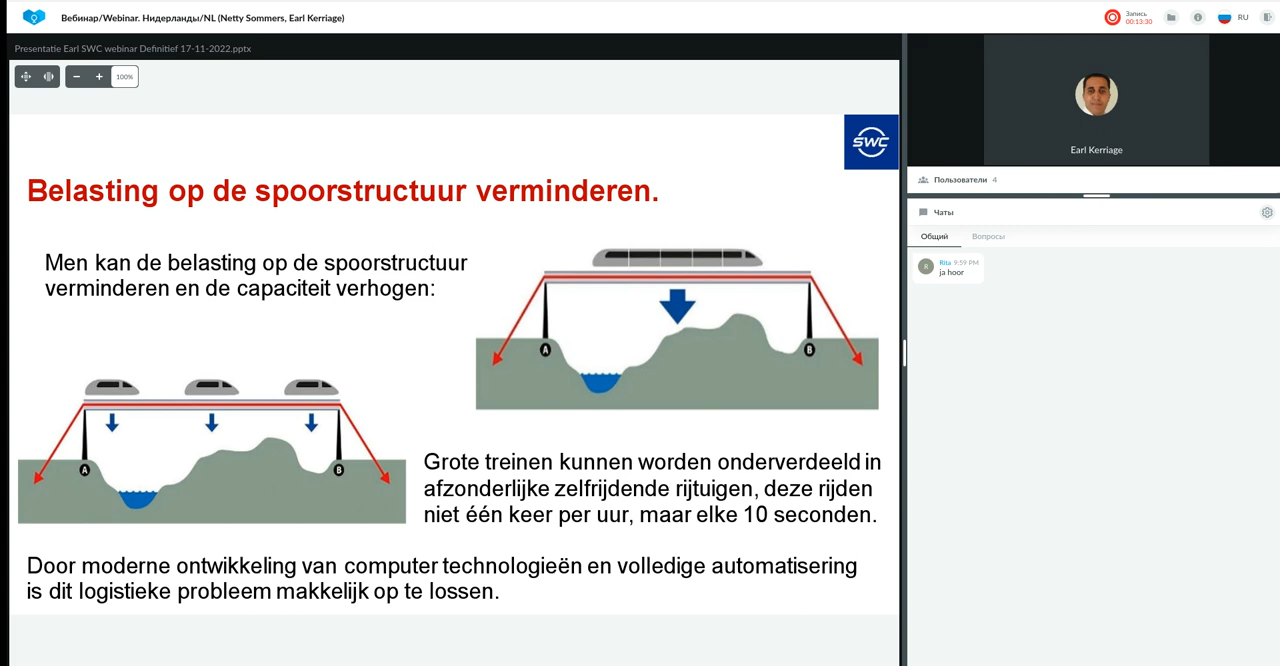 Вебинар/Webinar. Нидерланды/NL (Netty Sommers, Earl Kerriage)
Запись
00:13:30
RU
Presentatie Earl SWC webinar Definitief 17-11-2022.pptx
100%
SWC
Belasting op de spoorstructuur verminderen.
Men kan de belasting op de spoorstructuur
verminderen en de capaciteit verhogen:
A
B
A
B
Grote treinen kunnen worden onderverdeeld in
afzonderlijke zelfrijdende rijtuigen, deze rijden
niet één keer per uur, maar elke 10 seconden.
Door moderne ontwikkeling van computer technologieën en volledige automatisering
is dit logistieke probleem makkelijk op te lossen.
Earl Kerriage
Пользователи 4
Чаты
Общий Вопросы
R
Rita 9:59 PM
ja hoor